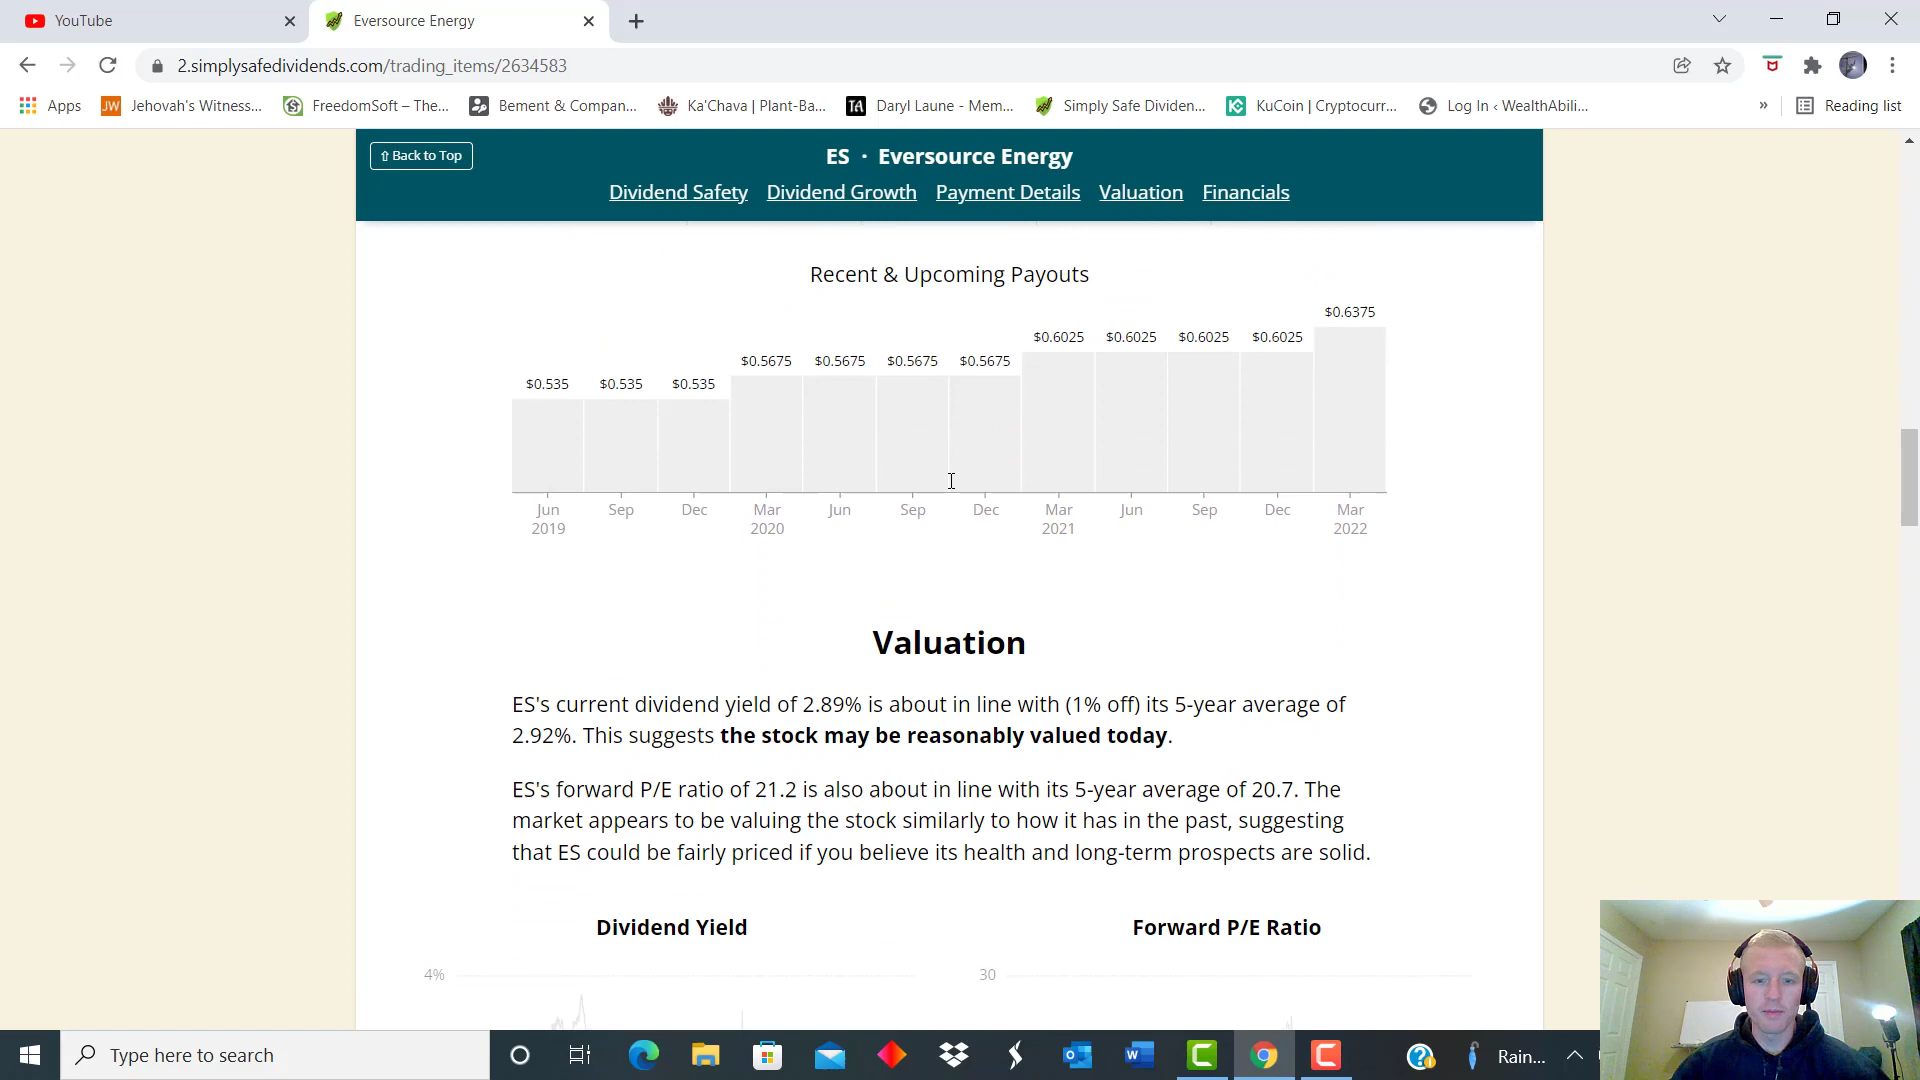 YouTube
Eversource Energy
2.simplysafedividends.com/trading_items/2634583
Apps
Jehovah's Witness...
FreedomSoft – The...
Bement & Compan...
Ka'Chava | Plant-Ba...
Daryl Laune - Mem...
Simply Safe Dividen...
KuCoin | Cryptocurr...
Log In ‹ WealthAbili...
»
Reading list
⇧ Back to Top
ES · Eversource Energy
Dividend Safety Dividend Growth Payment Details Valuation Financials
Recent & Upcoming Payouts
$0.535 $0.535 $0.535 $0.5675 $0.5675 $0.5675 $0.5675 $0.6025 $0.6025 $0.6025 $0.6025 $0.6375
Jun Sep Dec Mar Jun Sep Dec Mar Jun Sep Dec Mar
2019 2020 2021 2022
Valuation
ES's current dividend yield of 2.89% is about in line with (1% off) its 5-year average of
2.92%. This suggests the stock may be reasonably valued today.
ES's forward P/E ratio of 21.2 is also about in line with its 5-year average of 20.7. The
market appears to be valuing the stock similarly to how it has in the past, suggesting
that ES could be fairly priced if you believe its health and long-term prospects are solid.
Dividend Yield
Forward P/E Ratio
4%
30
Type here to search
Rain...